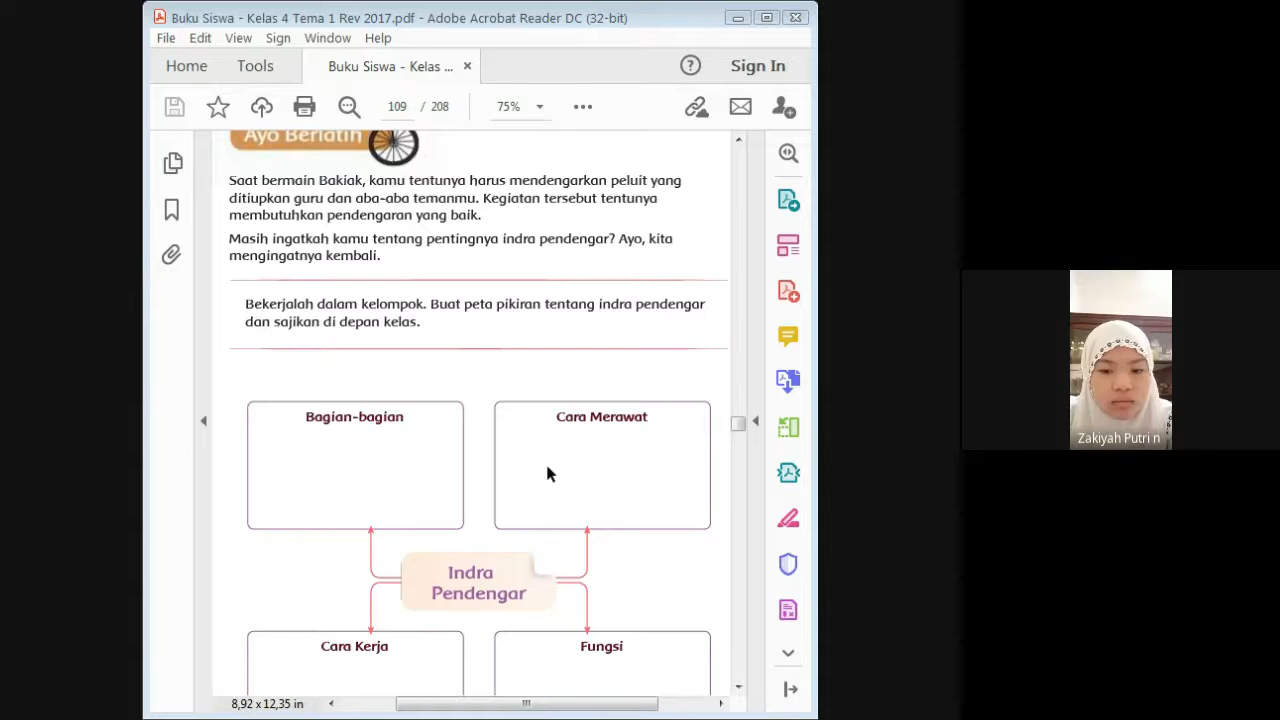 Buku Siswa - Kelas 4 Tema 1 Rev 2017.pdf - Adobe Acrobat Reader DC (32-bit)
File Edit View Sign Window Help
Home Tools Buku Siswa - Kelas ... × Sign In
109 / 208 75%
Ayo Berlatih
Saat bermain Bakiak, kamu tentunya harus mendengarkan peluit yang
ditiupkan guru dan aba-aba temanmu. Kegiatan tersebut tentunya
membutuhkan pendengaran yang baik.
Masih ingatkah kamu tentang pentingnya indra pendengar? Ayo, kita
mengingatnya kembali.
Bekerjalah dalam kelompok. Buat peta pikiran tentang indra pendengar
dan sajikan di depan kelas.
Bagian-bagian
Cara Merawat
Indra
Pendengar
Cara Kerja
Fungsi
8,92 x 12,35 in
Zakiyah Putri n